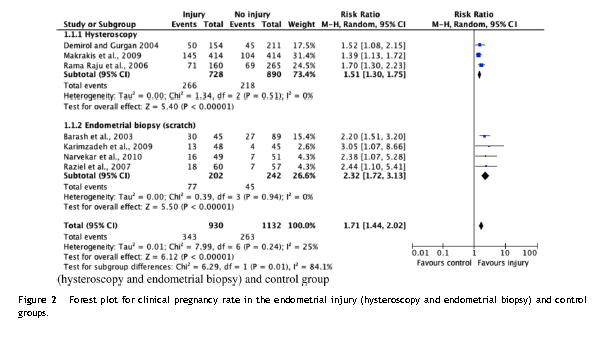 Injury No injury Risk Ratio Risk Ratio
Study or Subgroup Events Total Events Total Weight M-H, Random, 95% CI M-H, Random, 95% CI
1.1.1 Hysteroscopy
Demirol and Gurgan 2004 50 154 45 211 17.5% 1.52 [1.08, 2.15]
Makrakis et al., 2009 145 414 104 414 31.4% 1.39 [1.13, 1.72]
Rama Raju et al., 2006 71 160 69 265 24.5% 1.70 [1.30, 2.23]
Subtotal (95% CI) 728 890 73.4% 1.51 [1.30, 1.75]
Total events 266 218
Heterogeneity: Tau² = 0.00; Chi² = 1.34, df = 2 (P = 0.51); I² = 0%
Test for overall effect: Z = 5.40 (P < 0.00001)
1.1.2 Endometrial biopsy (scratch)
Barash et al., 2003 30 45 27 89 15.4% 2.20 [1.51, 3.20]
Karimzadeh et al., 2009 13 48 4 45 2.6% 3.05 [1.07, 8.66]
Narvekar et al., 2010 16 49 7 51 4.1% 2.38 [1.07, 5.28]
Raziel et al., 2007 18 60 7 57 4.5% 2.44 [1.10, 5.41]
Subtotal (95% CI) 202 242 26.6% 2.32 [1.72, 3.13]
Total events 77 45
Heterogeneity: Tau² = 0.00; Chi² = 0.39, df = 3 (P = 0.94); I² = 0%
Test for overall effect: Z = 5.50 (P < 0.00001)
Total (95% CI) 930 1132 100.0% 1.71 [1.44, 2.02]
Total events 343 263
Heterogeneity: Tau² = 0.01; Chi² = 7.99, df = 6 (P = 0.24); I² = 25%
Test for overall effect: Z = 6.12 (P < 0.00001)
Test for subgroup differences: Chi² = 6.29, df = 1 (P = 0.01), I² = 84.1%
0.01 0.1 1 10 100
Favours control Favours injury
(hysteroscopy and endometrial biopsy) and control group
Figure 2 Forest plot for clinical pregnancy rate in the endometrial injury (hysteroscopy and endometrial biopsy) and control
groups.